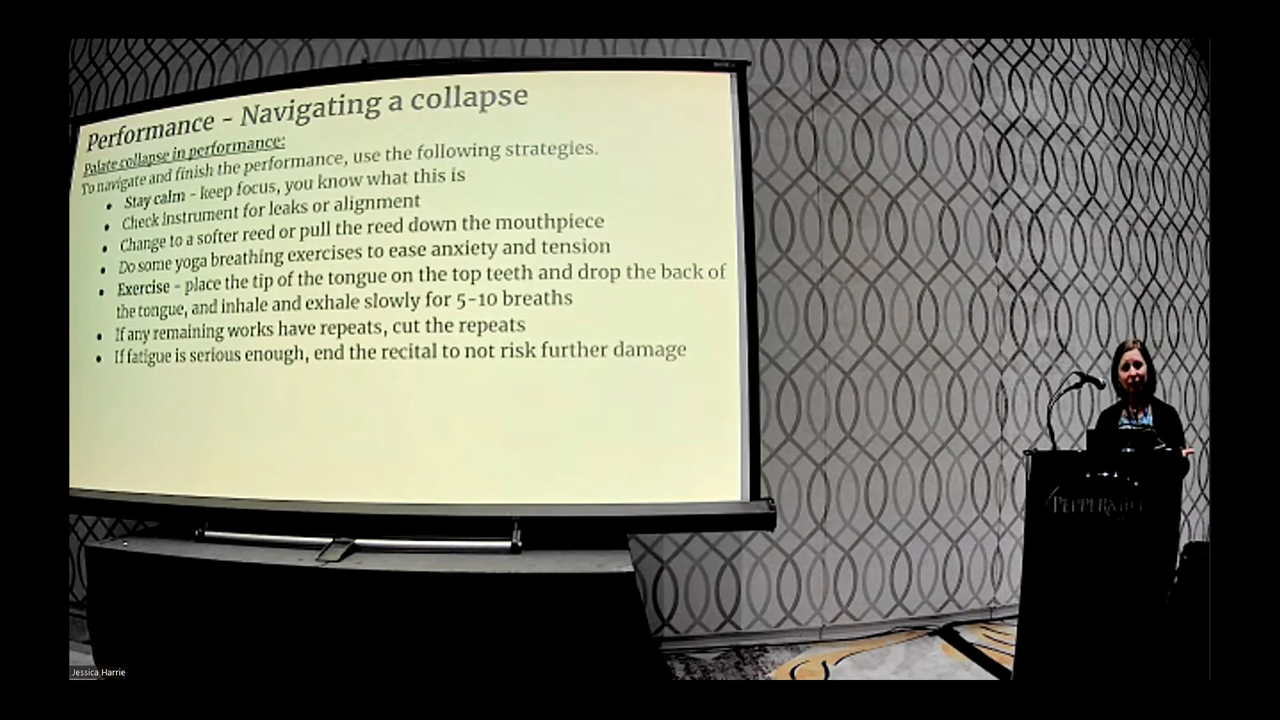 Performance - Navigating a collapse
Palate collapse in performance:
To navigate and finish the performance, use the following strategies.
• Stay calm - keep focus, you know what this is
• Check instrument for leaks or alignment
• Change to a softer reed or pull the reed down the mouthpiece
• Do some yoga breathing exercises to ease anxiety and tension
• Exercise - place the tip of the tongue on the top teeth and drop the back of
the tongue, and inhale and exhale slowly for 5-10 breaths
• If any remaining works have repeats, cut the repeats
• If fatigue is serious enough, end the recital to not risk further damage
Jessica Harrie